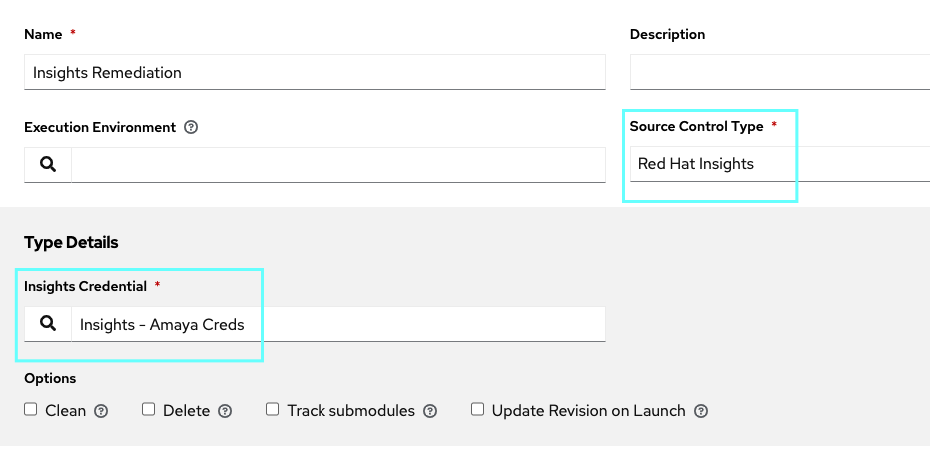 Name * Description
Insights Remediation
Execution Environment ? Source Control Type *
Red Hat Insights
Type Details
Insights Credential *
Insights - Amaya Creds
Options
Clean ? Delete ? Track submodules ? Update Revision on Launch ?